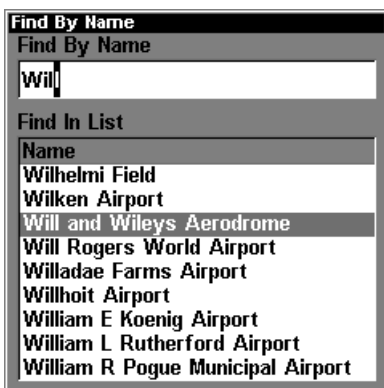 Find By Name
Find By Name
Will
Find In List
Name
Wilhelmi Field
Wilken Airport
Will and Wileys Aerodrome
Will Rogers World Airport
Willadae Farms Airport
Willhoit Airport
William E Koenig Airport
William L Rutherford Airport
William R Pogue Municipal Airport